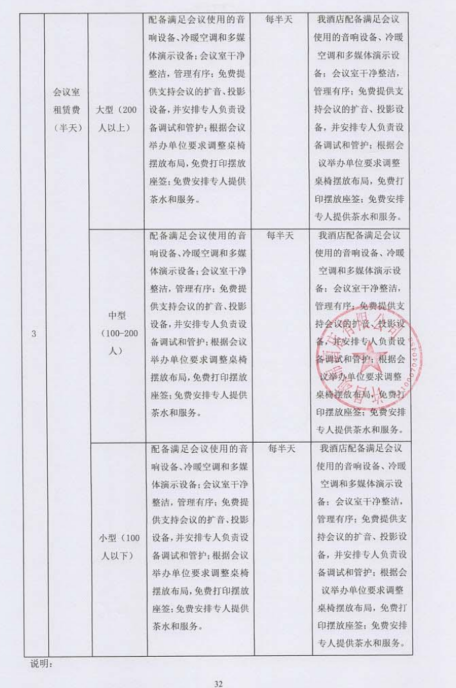 配备满足会议使用的音
响设备、冷暖空调和多媒
体演示设备;会议室干净
整洁,管理有序;免费提
供支持会议的扩音、投影
设备,并安排专人负责设
备调试和管护;根据会议
举办单位要求调整桌椅
摆放布局,免费打印摆放
座签;免费安排专人提供
茶水和服务。
每半天
我酒店配备满足会议
使用的音响设备、冷暖
空调和多媒体演示设
备;会议室干净整洁,
管理有序;免费提供支
持会议的扩音、投影设
备,并安排专人负责设
备调试和管护;根据会
议举办单位要求调整
桌椅摆放布局,免费打
印摆放座签;免费安排
专人提供茶水和服务。
会议室
租赁费
(半天)
大型(200
人以上)
配备满足会议使用的音
响设备、冷暖空调和多媒
体演示设备;会议室干净
整洁,管理有序;免费提
供支持会议的扩音、投影
设备,并安排专人负责设
备调试和管护;根据会议
举办单位要求调整桌椅
摆放布局,免费打印摆放
座签;免费安排专人提供
茶水和服务。
每半天
我酒店配备满足会议
使用的音响设备、冷暖
空调和多媒体演示设
备;会议室干净整洁,
管理有序;免费提供支
持会议的扩音、投影设
备,并安排专人负责设
备调试和管护;根据会
议举办单位要求调整
桌椅摆放布局,免费打
印摆放座签;免费安排
专人提供茶水和服务。
3
中型
(100-200
人)
配备满足会议使用的音
响设备、冷暖空调和多媒
体演示设备;会议室干净
整洁,管理有序;免费提
供支持会议的扩音、投影
设备,并安排专人负责设
备调试和管护;根据会议
举办单位要求调整桌椅
摆放布局,免费打印摆放
座签;免费安排专人提供
茶水和服务。
每半天
我酒店配备满足会议
使用的音响设备、冷暖
空调和多媒体演示设
备;会议室干净整洁,
管理有序;免费提供支
持会议的扩音、投影设
备,并安排专人负责设
备调试和管护;根据会
议举办单位要求调整
桌椅摆放布局,免费打
印摆放座签;免费安排
专人提供茶水和服务。
小型(100
人以下)
说明:
32